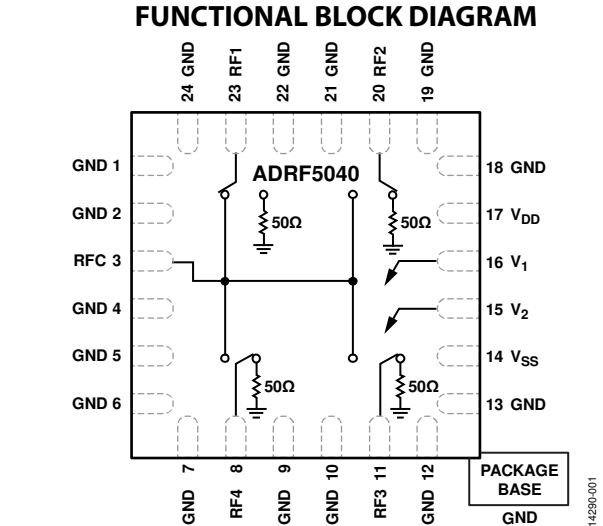 FUNCTIONAL BLOCK DIAGRAM
24 GND
23 RF1
22 GND
21 GND
20 RF2
19 GND
ADRF5040
GND 1
GND 2
RFC 3
GND 4
GND 5
GND 6
18 GND
17 VDD
16 V1
15 V2
14 VSS
13 GND
50Ω
50Ω
50Ω
50Ω
GND 7
RF4 8
GND 9
GND 10
RF3 11
GND 12
PACKAGE
BASE
GND
14290-001